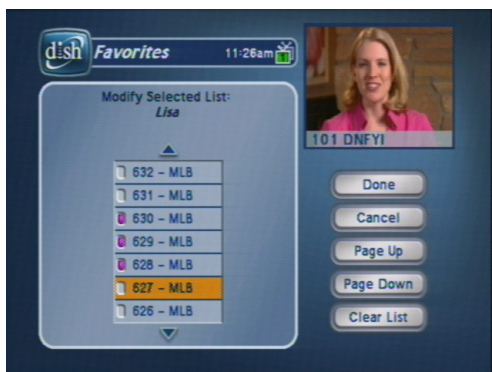 dish Favorites 11:26am
1
Modify Selected List:
Lisa
632 - MLB
631 - MLB
630 - MLB
629 - MLB
628 - MLB
627 - MLB
626 - MLB
101 DNFYI
Done
Cancel
Page Up
Page Down
Clear List